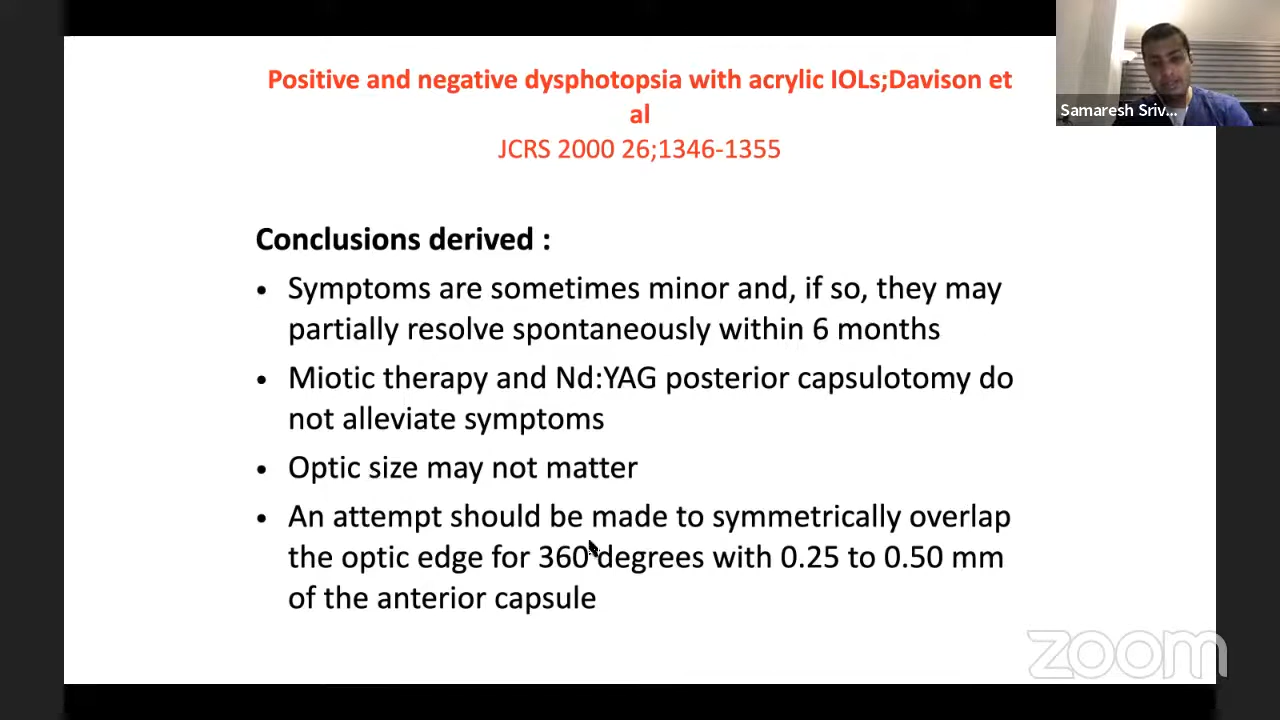 Positive and negative dysphotopsia with acrylic IOLs;Davison et
al
JCRS 2000 26;1346-1355
Samaresh Sriv...
Conclusions derived :
• Symptoms are sometimes minor and, if so, they may
partially resolve spontaneously within 6 months
• Miotic therapy and Nd:YAG posterior capsulotomy do
not alleviate symptoms
• Optic size may not matter
• An attempt should be made to symmetrically overlap
the optic edge for 360 degrees with 0.25 to 0.50 mm
of the anterior capsule
zoom